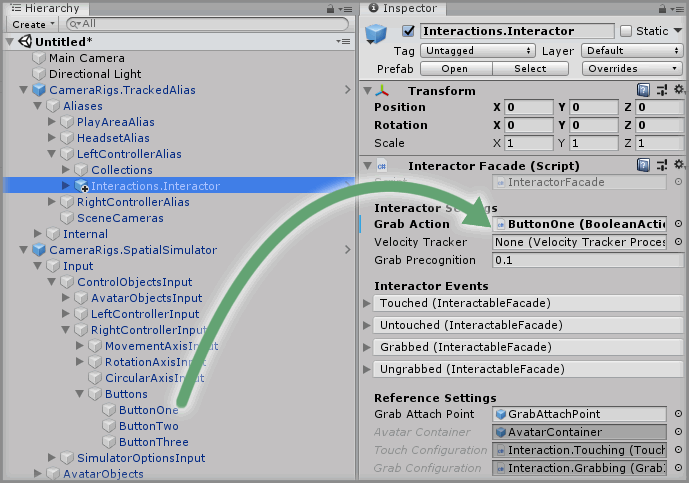 Hierarchy
Create
All
Untitled*
Main Camera
Directional Light
CameraRigs.TrackedAlias
Aliases
PlayAreaAlias
HeadsetAlias
LeftControllerAlias
Collections
Interactions.Interactor
RightControllerAlias
SceneCameras
Internal
CameraRigs.SpatialSimulator
Input
ControlObjectsInput
AvatarObjectsInput
LeftControllerInput
RightControllerInput
MovementAxisInput
RotationAxisInput
CircularAxisInput
Buttons
ButtonOne
ButtonTwo
ButtonThree
SimulatorOptionsInput
AvatarObjects
Inspector
Interactions.Interactor Static
Tag Untagged Layer Default
Prefab Open Select Overrides
Transform
Position X 0 Y 0 Z 0
Rotation X 0 Y 0 Z 0
Scale X 1 Y 1 Z 1
Interactor Facade (Script)
Script InteractorFacade
Interactor Settings
Grab Action ButtonOne (BooleanActio
Velocity Tracker None (Velocity Tracker Proces
Grab Precognition 0.1
Interactor Events
Touched (InteractableFacade)
Untouched (InteractableFacade)
Grabbed (InteractableFacade)
Ungrabbed (InteractableFacade)
Reference Settings
Grab Attach Point GrabAttachPoint
Avatar Container AvatarContainer
Touch Configuration Interaction.Touching (Touch
Grab Configuration Interaction.Grabbing (GrabI